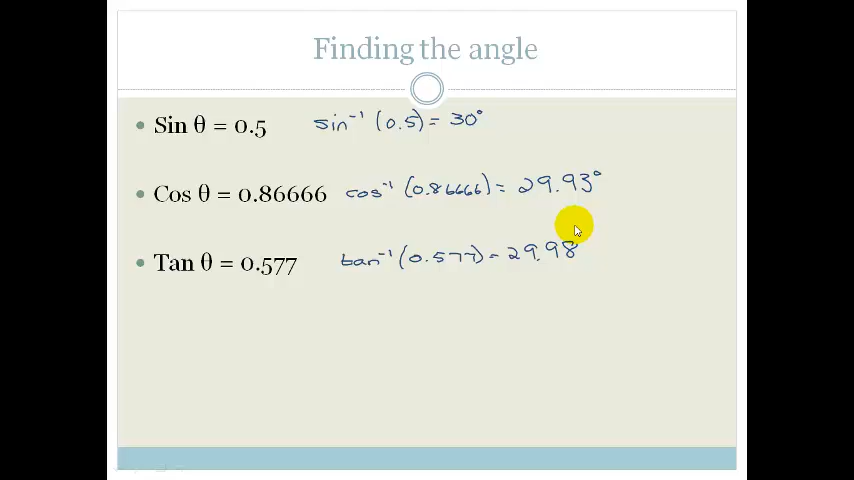 Finding the angle
• Sin θ = 0.5 sin⁻¹ (0.5) = 30°
• Cos θ = 0.86666 cos⁻¹ (0.86666) = 29.93°
• Tan θ = 0.577 tan⁻¹ (0.577) = 29.98